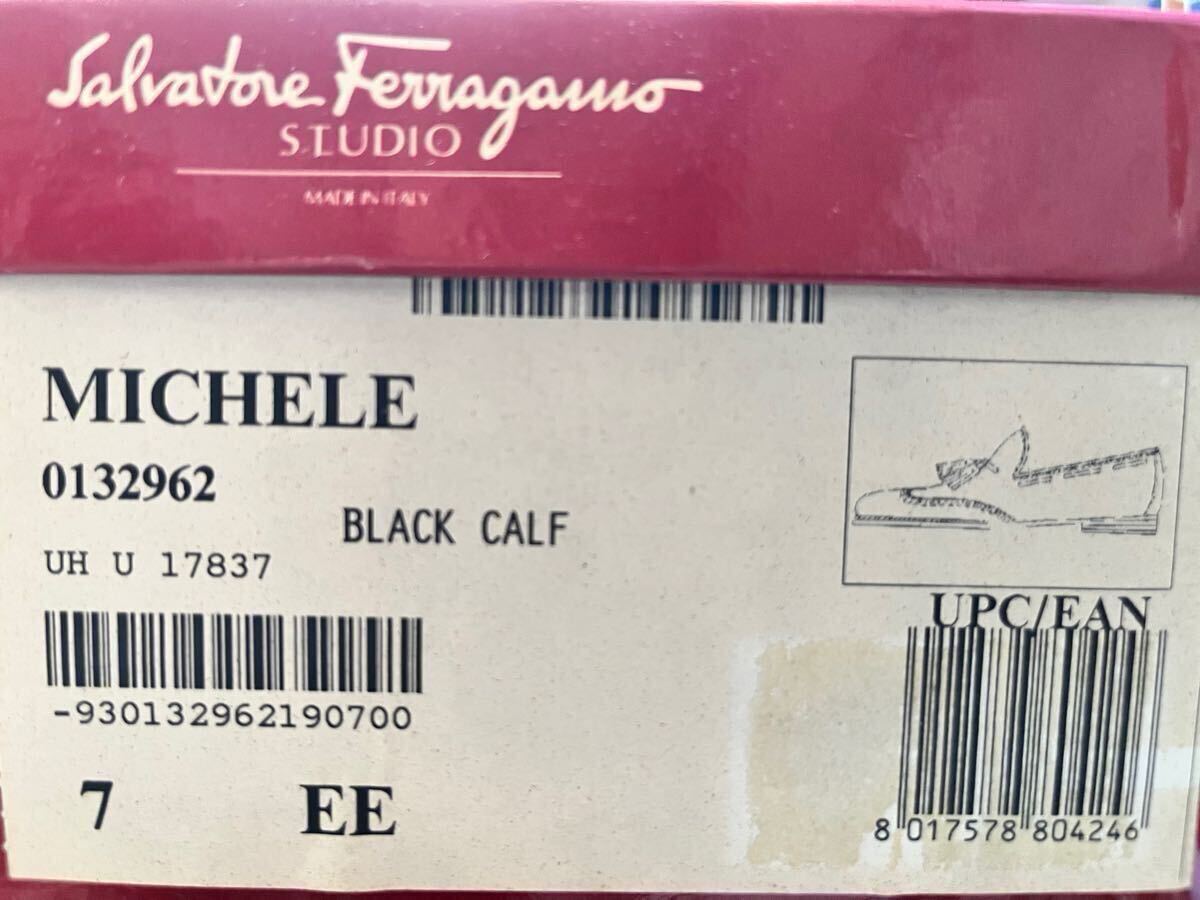 Salvatore Ferragamo
STUDIO
MADE IN ITALY
MICHELE
0132962
BLACK CALF
UH U 17837
-930132962190700
7 EE
UPC/EAN
8 017578 804246